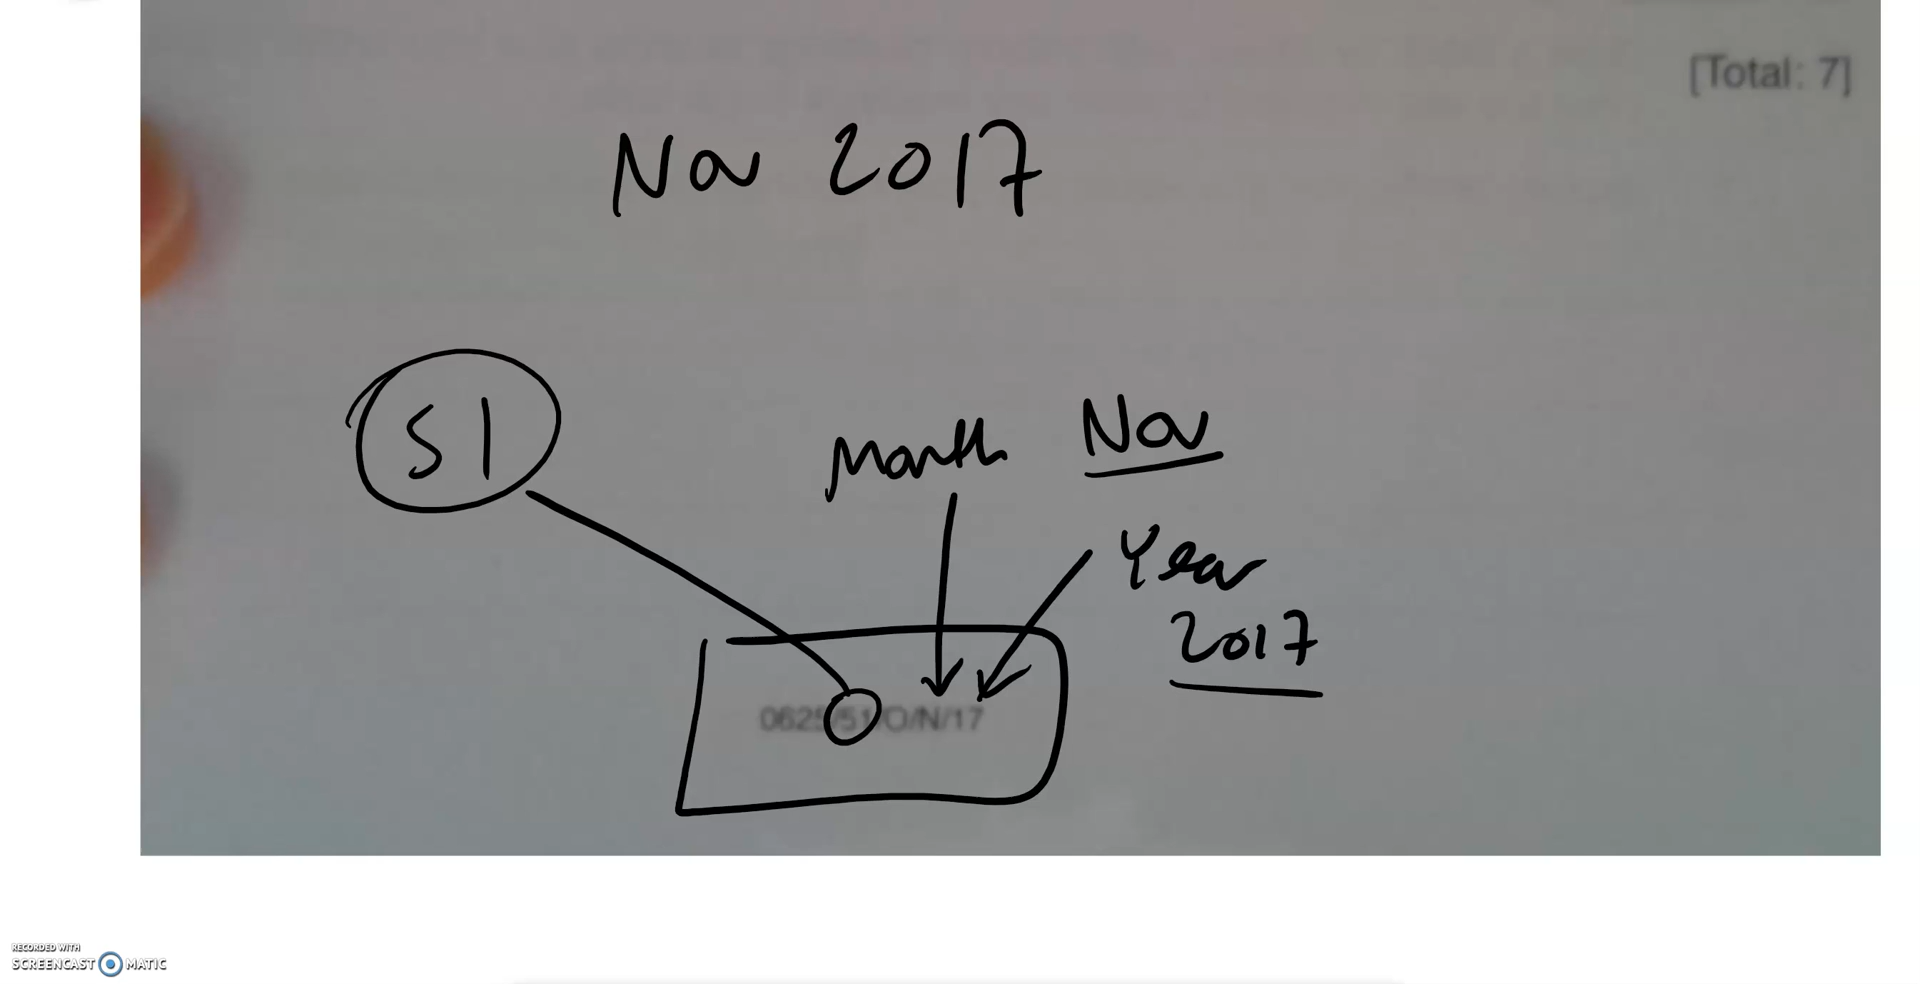 [Total: 7]
Nov 2017
51
Month Nov
Year
2017
0625/51/O/N/17
RECORDED WITH
SCREENCAST MATIC